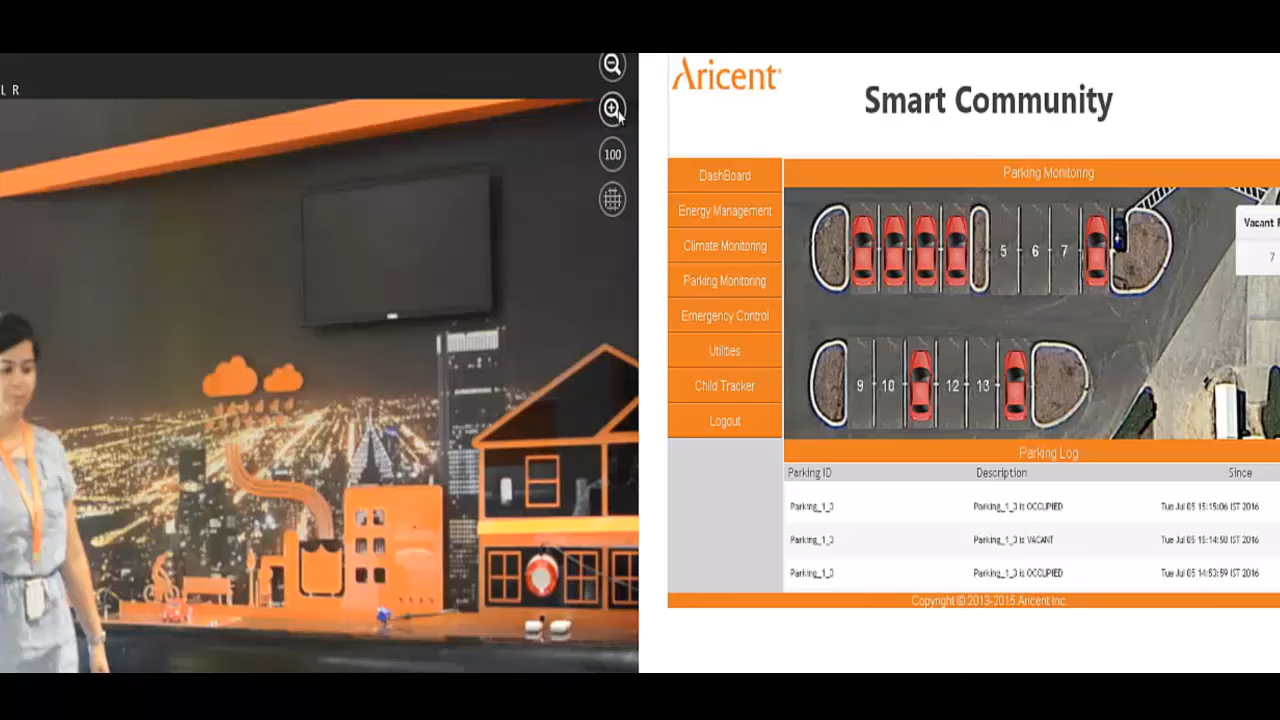 L R
100
Aricent
Smart Community
DashBoard
Energy Management
Climate Monitoring
Parking Monitoring
Emergency Control
Utilities
Child Tracker
Logout
Parking Monitoring
5 6 7
9 10 12 13
Vacant
7
Parking Log
Parking ID Description Since
Parking_1_3 Parking_1_3 is OCCUPIED Tue Jul 05 15:15:06 IST 2016
Parking_1_3 Parking_1_3 is VACANT Tue Jul 05 15:14:58 IST 2016
Parking_1_3 Parking_1_3 is OCCUPIED Tue Jul 05 14:53:59 IST 2016
Copyright © 2013-2015 Aricent Inc.